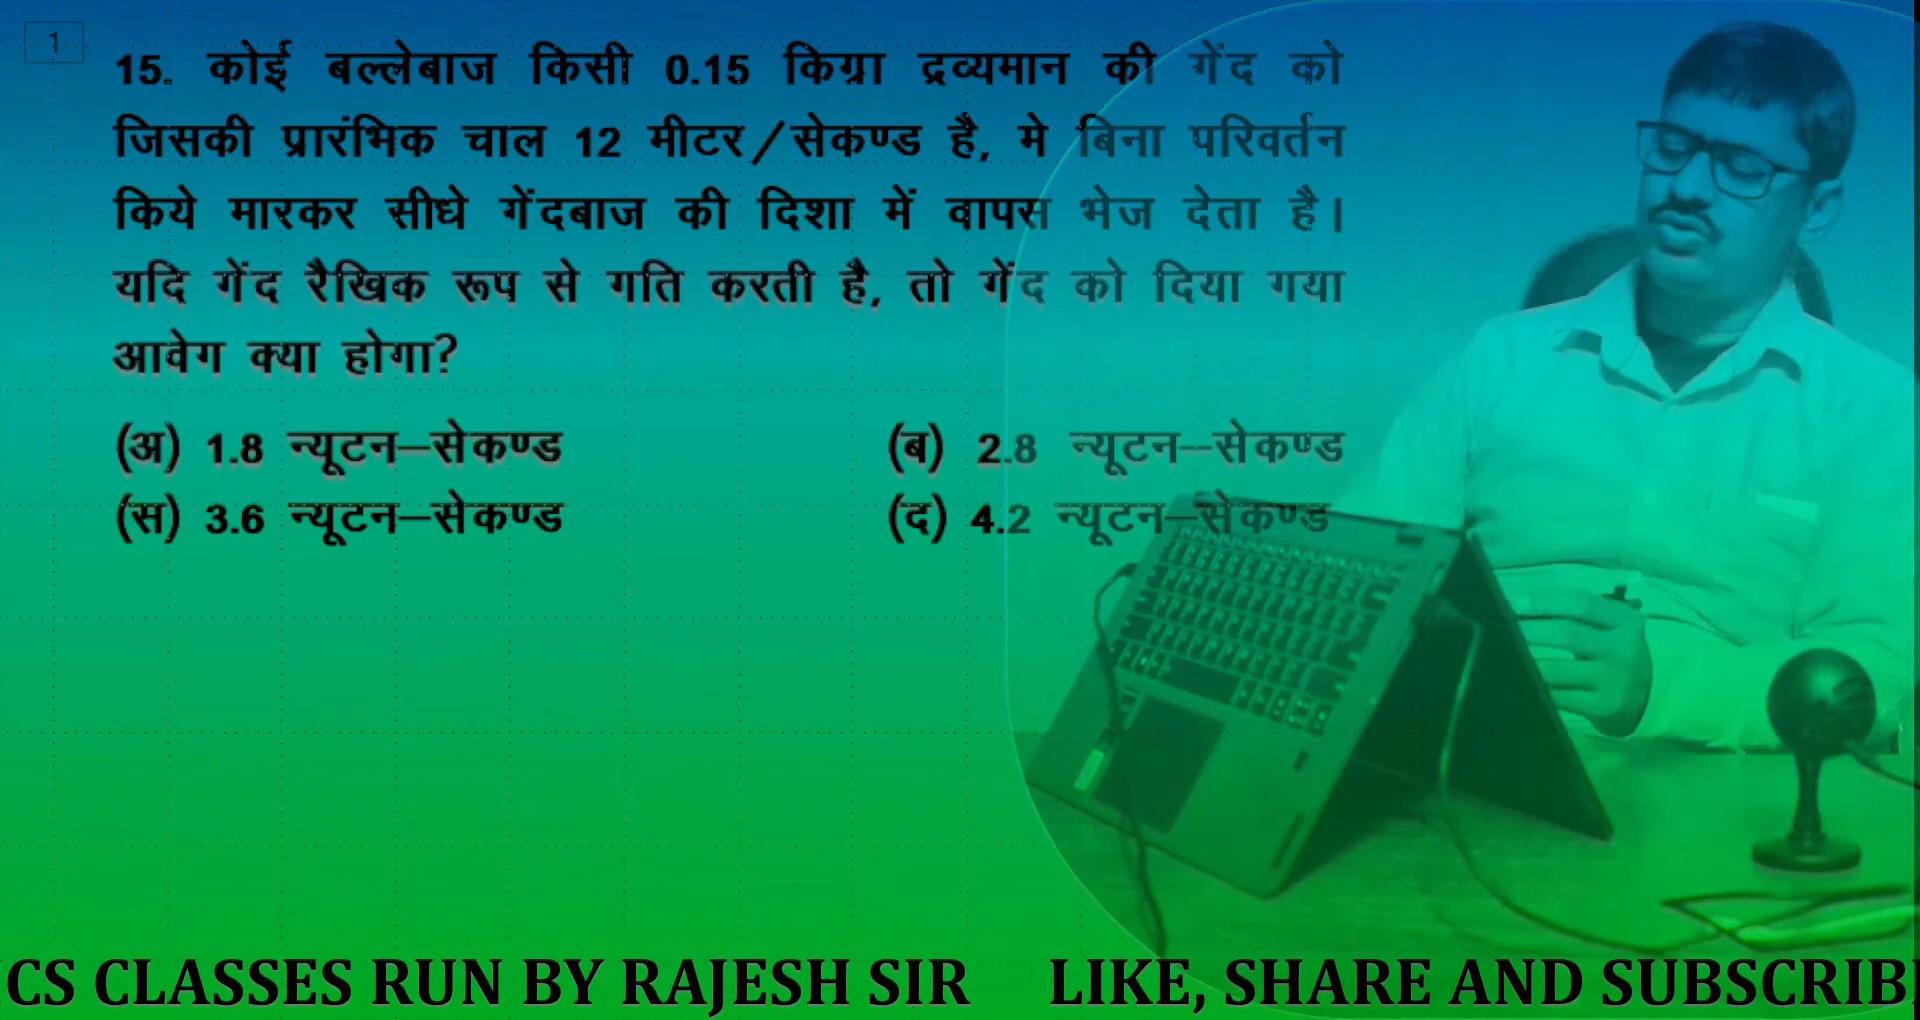 1
15. कोई बल्लेबाज किसी 0.15 किग्रा द्रव्यमान की गेंद को
जिसकी प्रारंभिक चाल 12 मीटर/सेकण्ड है, मे बिना परिवर्तन
किये मारकर सीधे गेंदबाज की दिशा में वापस भेज देता है।
यदि गेंद रैखिक रूप से गति करती है, तो गेंद को दिया गया
आवेग क्या होगा?
(अ) 1.8 न्यूटन–सेकण्ड (ब) 2.8 न्यूटन–सेकण्ड
(स) 3.6 न्यूटन–सेकण्ड (द) 4.2 न्यूटन–सेकण्ड
ICS CLASSES RUN BY RAJESH SIR LIKE, SHARE AND SUBSCRIB